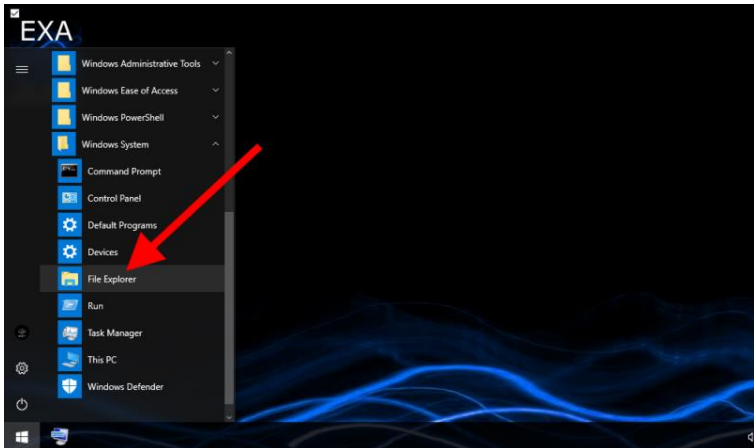 EXA
Windows Administrative Tools
Windows Ease of Access
Windows PowerShell
Windows System
Command Prompt
Control Panel
Default Programs
Devices
File Explorer
Run
Task Manager
This PC
Windows Defender